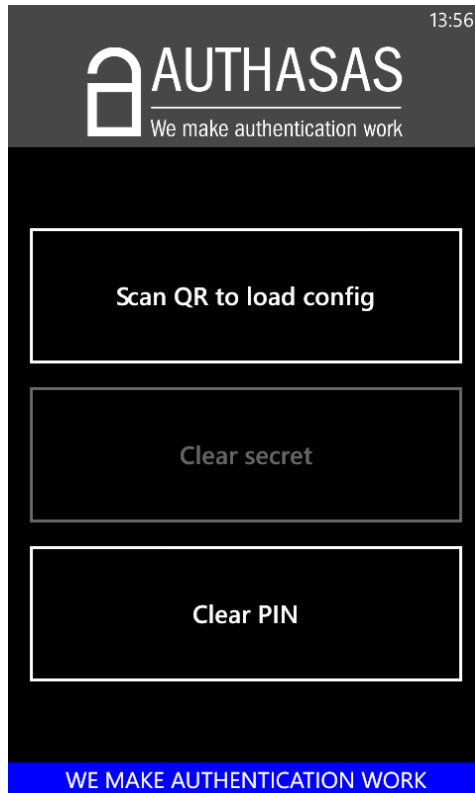 13:56
AUTHASAS
We make authentication work
Scan QR to load config
Clear secret
Clear PIN
WE MAKE AUTHENTICATION WORK